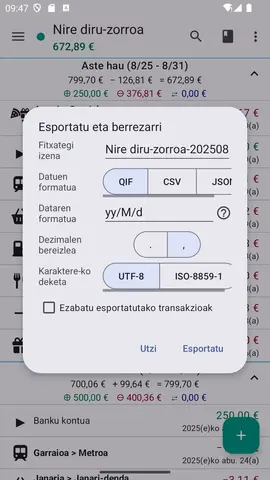 09:47
Nire diru-zorroa
672,89 €
Aste hau (8/25 - 8/31)
799,70 − 126,81 € = 672,89 €
⊕ 250,00 € ⊖ 376,81 € ⇄ 0,00 €
Esportatu eta berrezarri
Fitxategi izena
Nire diru-zorroa-202508
Datuen formatua
QIF CSV JSON
Dataren formatua
yy/M/d
Dezimalen bereizlea
. ,
Karaktere-ko deketa
UTF-8 ISO-8859-1
Ezabatu esportatutako transakzioak
Utzi Esportatu
700,06 + 99,64 = 799,70 €
⊕ 500,00 € ⊖ 400,36 € ⇄ 0,00 €
Banku kontua 250,00 €
2025(e)ko abu. 24(a)
Garraioa > Metroa
Janaria > Janari-denda −3,11 €